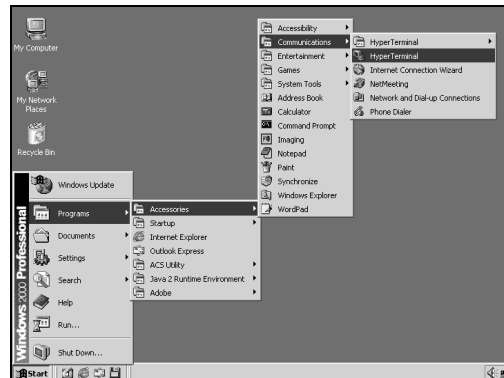 My Computer
My Network
Places
Recycle Bin
Windows 2000 Professional
Windows Update
Programs
Documents
Settings
Search
Help
Run...
Shut Down...
Accessories
Startup
Internet Explorer
Outlook Express
ACS Utility
Java 2 Runtime Environment
Adobe
Accessibility
Communications
Entertainment
Games
System Tools
Address Book
Calculator
Command Prompt
Imaging
Notepad
Paint
Synchronize
Windows Explorer
WordPad
HyperTerminal
HyperTerminal
Internet Connection Wizard
NetMeeting
Network and Dial-up Connections
Phone Dialer
Start